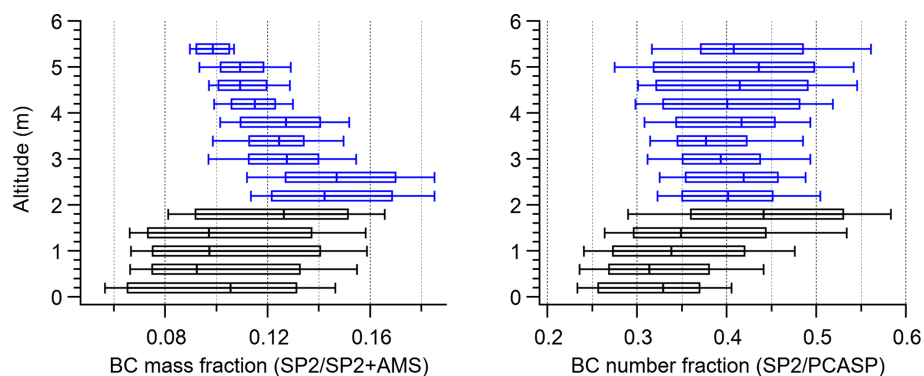 6
5
4
3
2
1
0
Altitude (m)
0.08 0.12 0.16
BC mass fraction (SP2/SP2+AMS)
6
5
4
3
2
1
0
0.2 0.3 0.4 0.5 0.6
BC number fraction (SP2/PCASP)